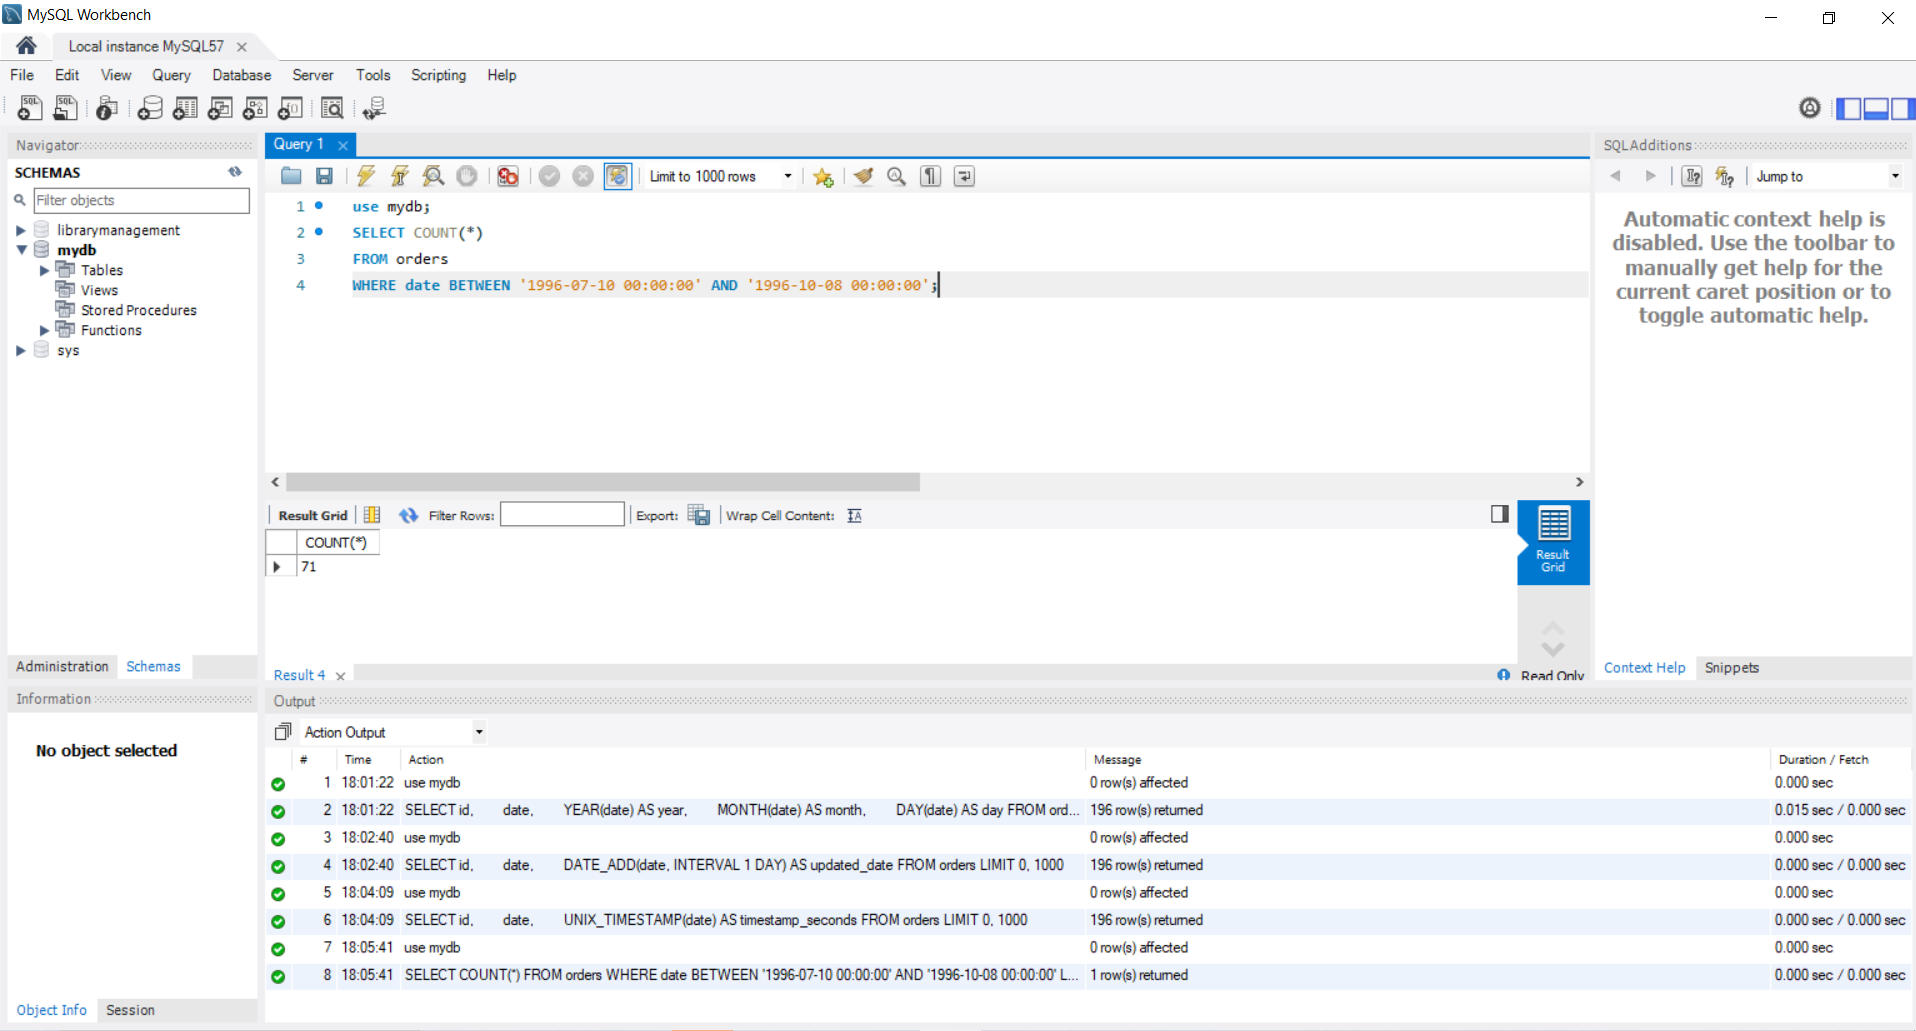 MySQL Workbench
Local instance MySQL57
File Edit View Query Database Server Tools Scripting Help
Navigator
SCHEMAS
Filter objects
librarymanagement
mydb
Tables
Views
Stored Procedures
Functions
sys
Administration Schemas
Information
No object selected
Object Info Session
Query 1
Limit to 1000 rows
1 use mydb;
2 SELECT COUNT(*)
3 FROM orders
4 WHERE date BETWEEN '1996-07-10 00:00:00' AND '1996-10-08 00:00:00';
Result Grid Filter Rows: Export: Wrap Cell Content:
COUNT(*)
71
Result
Grid
Result 4 Read Only
SQLAdditions
Jump to
Automatic context help is
disabled. Use the toolbar to
manually get help for the
current caret position or to
toggle automatic help.
Context Help Snippets
Output
Action Output
# Time Action Message Duration / Fetch
1 18:01:22 use mydb 0 row(s) affected 0.000 sec
2 18:01:22 SELECT id, date, YEAR(date) AS year, MONTH(date) AS month, DAY(date) AS day FROM ord... 196 row(s) returned 0.015 sec / 0.000 sec
3 18:02:40 use mydb 0 row(s) affected 0.000 sec
4 18:02:40 SELECT id, date, DATE_ADD(date, INTERVAL 1 DAY) AS updated_date FROM orders LIMIT 0, 1000 196 row(s) returned 0.000 sec / 0.000 sec
5 18:04:09 use mydb 0 row(s) affected 0.000 sec
6 18:04:09 SELECT id, date, UNIX_TIMESTAMP(date) AS timestamp_seconds FROM orders LIMIT 0, 1000 196 row(s) returned 0.000 sec / 0.000 sec
7 18:05:41 use mydb 0 row(s) affected 0.000 sec
8 18:05:41 SELECT COUNT(*) FROM orders WHERE date BETWEEN '1996-07-10 00:00:00' AND '1996-10-08 00:00:00' L... 1 row(s) returned 0.000 sec / 0.000 sec